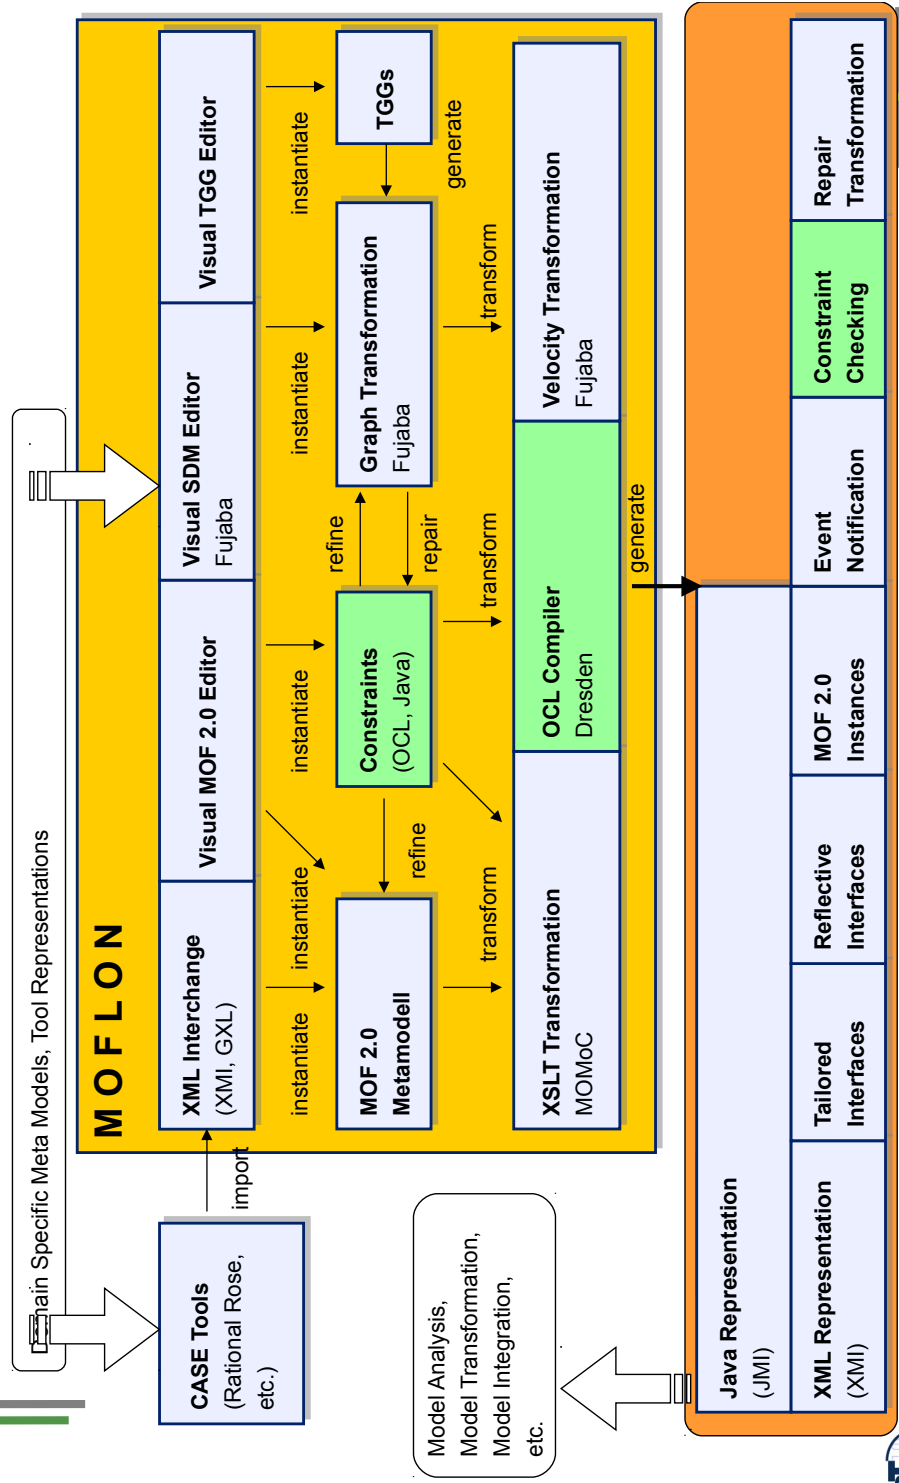 Domain Specific Meta Models, Tool Representations
CASE Tools
(Rational Rose,
etc.)
import
MOFLON
XML Interchange
(XMI, GXL)
Visual MOF 2.0 Editor
Visual SDM Editor
Fujaba
Visual TGG Editor
instantiate
instantiate
instantiate
instantiate
instantiate
MOF 2.0
Metamodell
refine
Constraints
(OCL, Java)
refine
repair
Graph Transformation
Fujaba
generate
TGGs
transform
transform
transform
XSLT Transformation
MOMoC
OCL Compiler
Dresden
Velocity Transformation
Fujaba
generate
Model Analysis,
Model Transformation,
Model Integration,
etc.
Java Representation
(JMI)
XML Representation
(XMI)
Tailored
Interfaces
Reflective
Interfaces
MOF 2.0
Instances
Event
Notification
Constraint
Checking
Repair
Transformation